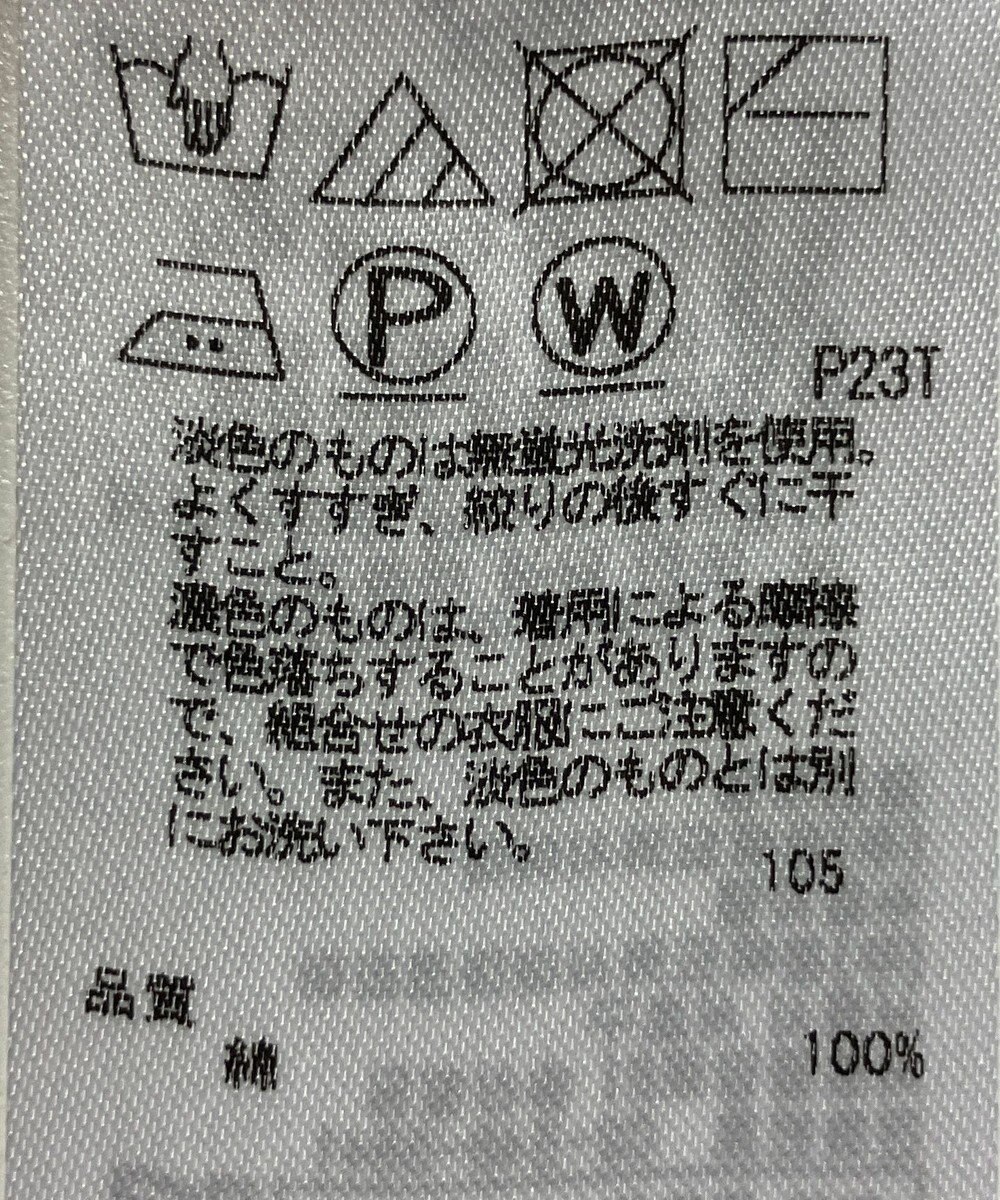 P W
P23T
淡色のものは無蛍光洗剤を使用。
よくすすぎ、絞りの後すぐに干
すこと。
濃色のものは、着用による摩擦
で色落ちすることがありますの
で、組合せの衣服にご注意くだ
さい。また、淡色のものとは別
にお洗い下さい。
105
品質
綿 100%